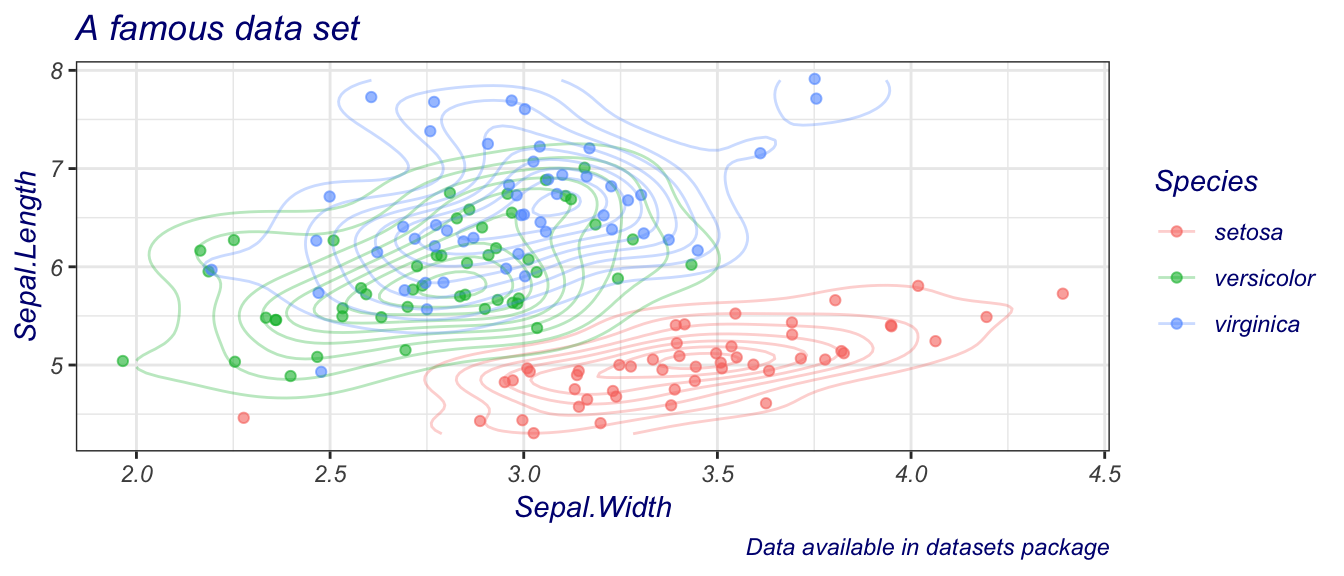 A famous data set
8
7
6
5
Sepal.Length
2.0 2.5 3.0 3.5 4.0 4.5
Sepal.Width
Species
setosa
versicolor
virginica
Data available in datasets package